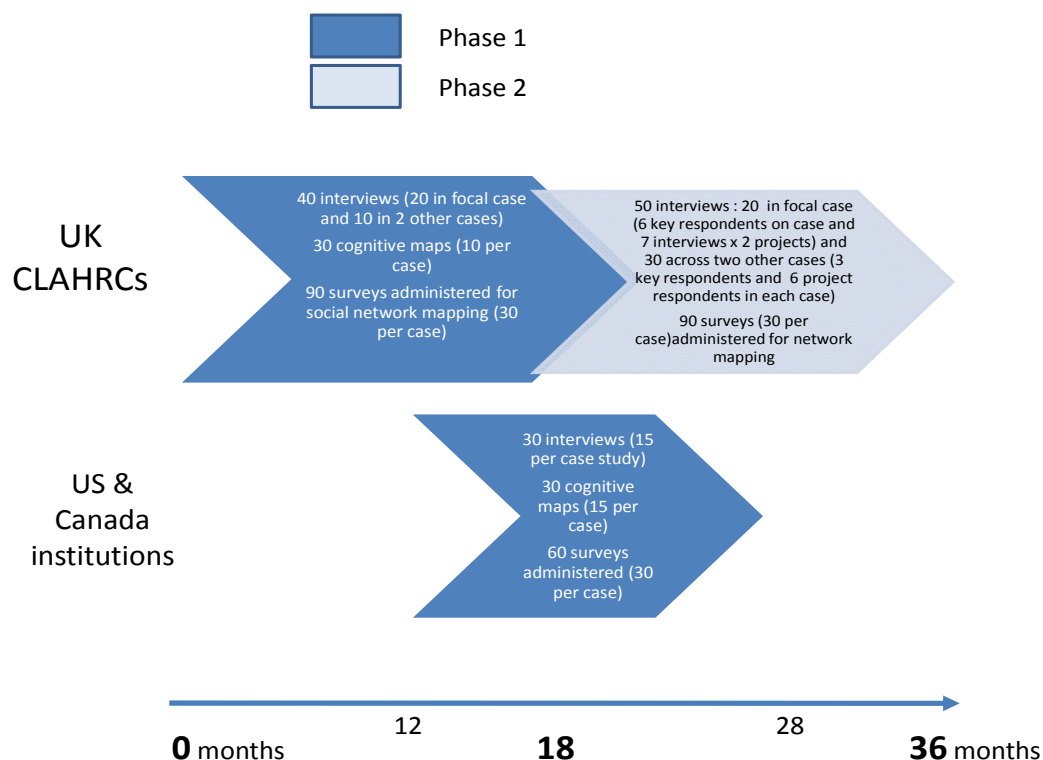 Phase 1
Phase 2
UK
CLAHRCs
40 interviews (20 in focal case
and 10 in 2 other cases)
30 cognitive maps (10 per
case)
90 surveys administered for
social network mapping (30
per case)
50 interviews : 20 in focal case
(6 key respondents on case and
7 interviews x 2 projects) and
30 across two other cases (3
key respondents and 6 project
respondents in each case)
90 surveys (30 per
case)administered for network
mapping
US &
Canada
institutions
30 interviews (15
per case study)
30 cognitive
maps (15 per
case)
60 surveys
administered (30
per case)
12
28
0 months
18
36 months